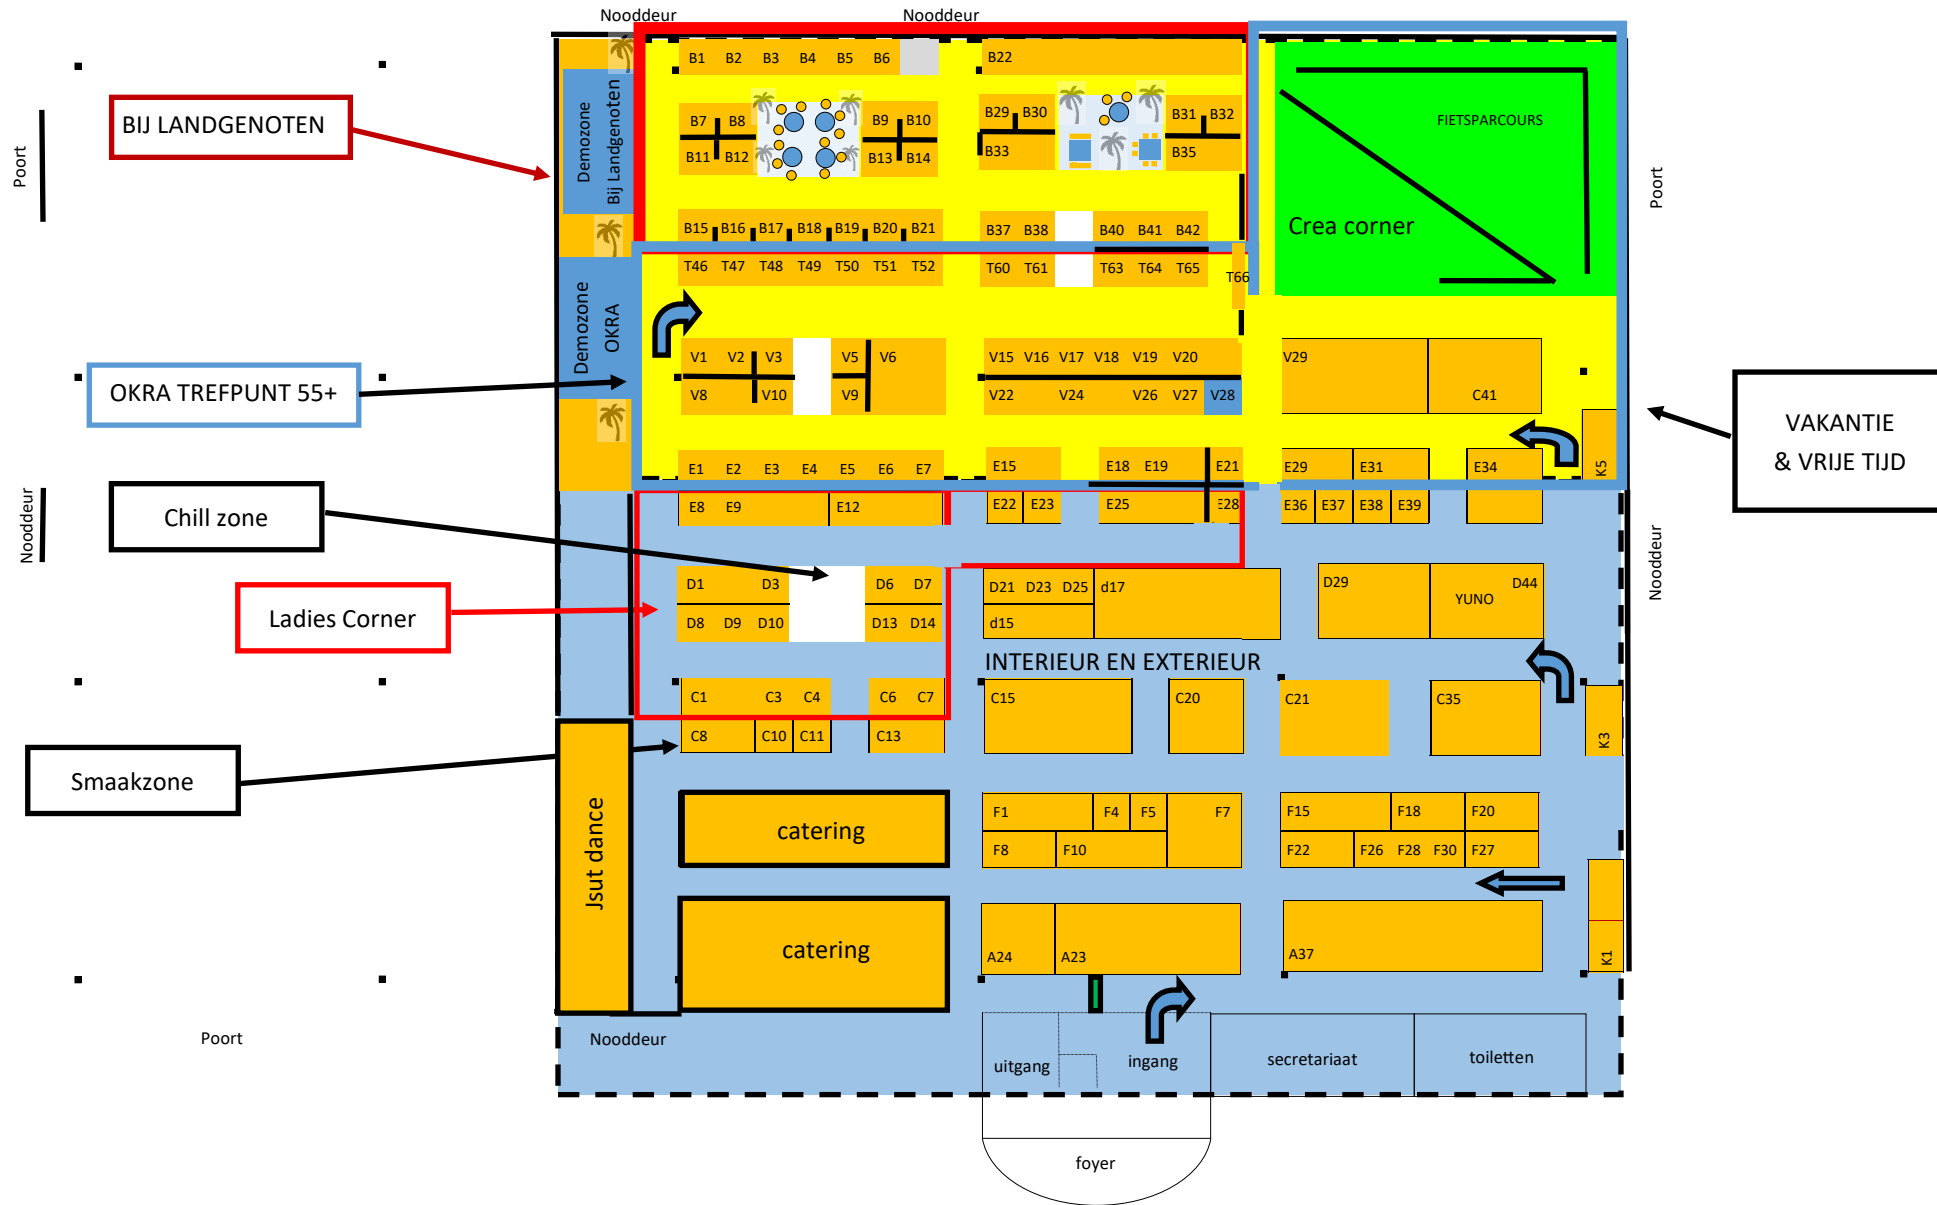 Nooddeur Nooddeur
B1 B2 B3 B4 B5 B6 B22
BIJ LANDGENOTEN
Poort
Demozone
Bij Landgenoten
B7 B8 B9 B10 B29 B30 B31 B32
B11 B12 B13 B14 B33 B35
FIETSPARCOURS
Poort
Crea corner
B15 B16 B17 B18 B19 B20 B21 B37 B38 B40 B41 B42
T46 T47 T48 T49 T50 T51 T52 T60 T61 T63 T64 T65 T66
Demozone
OKRA
V1 V2 V3 V5 V6 V15 V16 V17 V18 V19 V20 V29
V8 V10 V9 V22 V24 V26 V27 V28 C41
OKRA TREFPUNT 55+
VAKANTIE
& VRIJE TIJD
E1 E2 E3 E4 E5 E6 E7 E15 E18 E19 E21 E29 E31 E34 K5
E8 E9 E12 E22 E23 E25 E28 E36 E37 E38 E39
Nooddeur
Chill zone
Nooddeur
D1 D3 D6 D7 D21 D23 D25 d17 D29 D44
YUNO
D8 D9 D10 D13 D14 d15
Ladies Corner
INTERIEUR EN EXTERIEUR
C1 C3 C4 C6 C7 C15 C20 C21 C35
C8 C10 C11 C13 K3
Smaakzone
Jsut dance
catering
F1 F4 F5 F7 F15 F18 F20
F8 F10 F22 F26 F28 F30 F27
catering
A24 A23 A37 K1
Poort
Nooddeur
uitgang ingang secretariaat toiletten
foyer